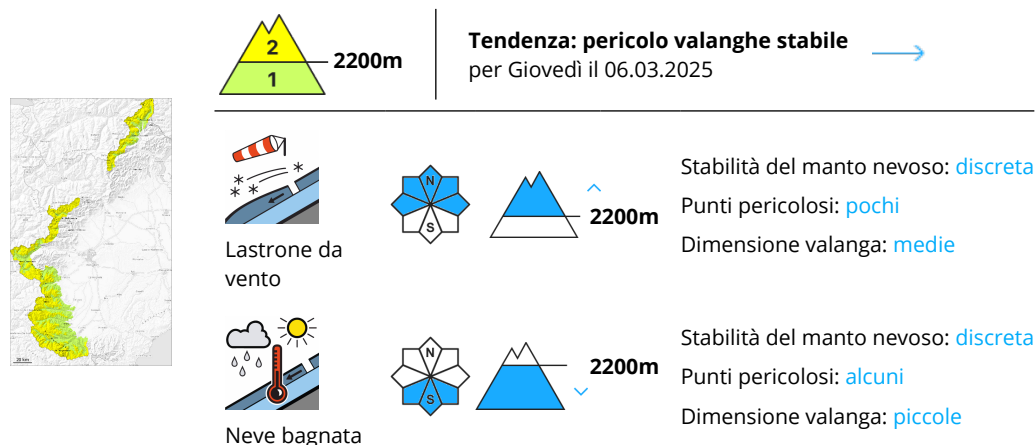 2
1
2200m
Tendenza: pericolo valanghe stabile
per Giovedì il 06.03.2025
20 km
Lastrone da
vento
N
S
2200m
Stabilità del manto nevoso: discreta
Punti pericolosi: pochi
Dimensione valanga: medie
Neve bagnata
N
S
2200m
Stabilità del manto nevoso: discreta
Punti pericolosi: alcuni
Dimensione valanga: piccole